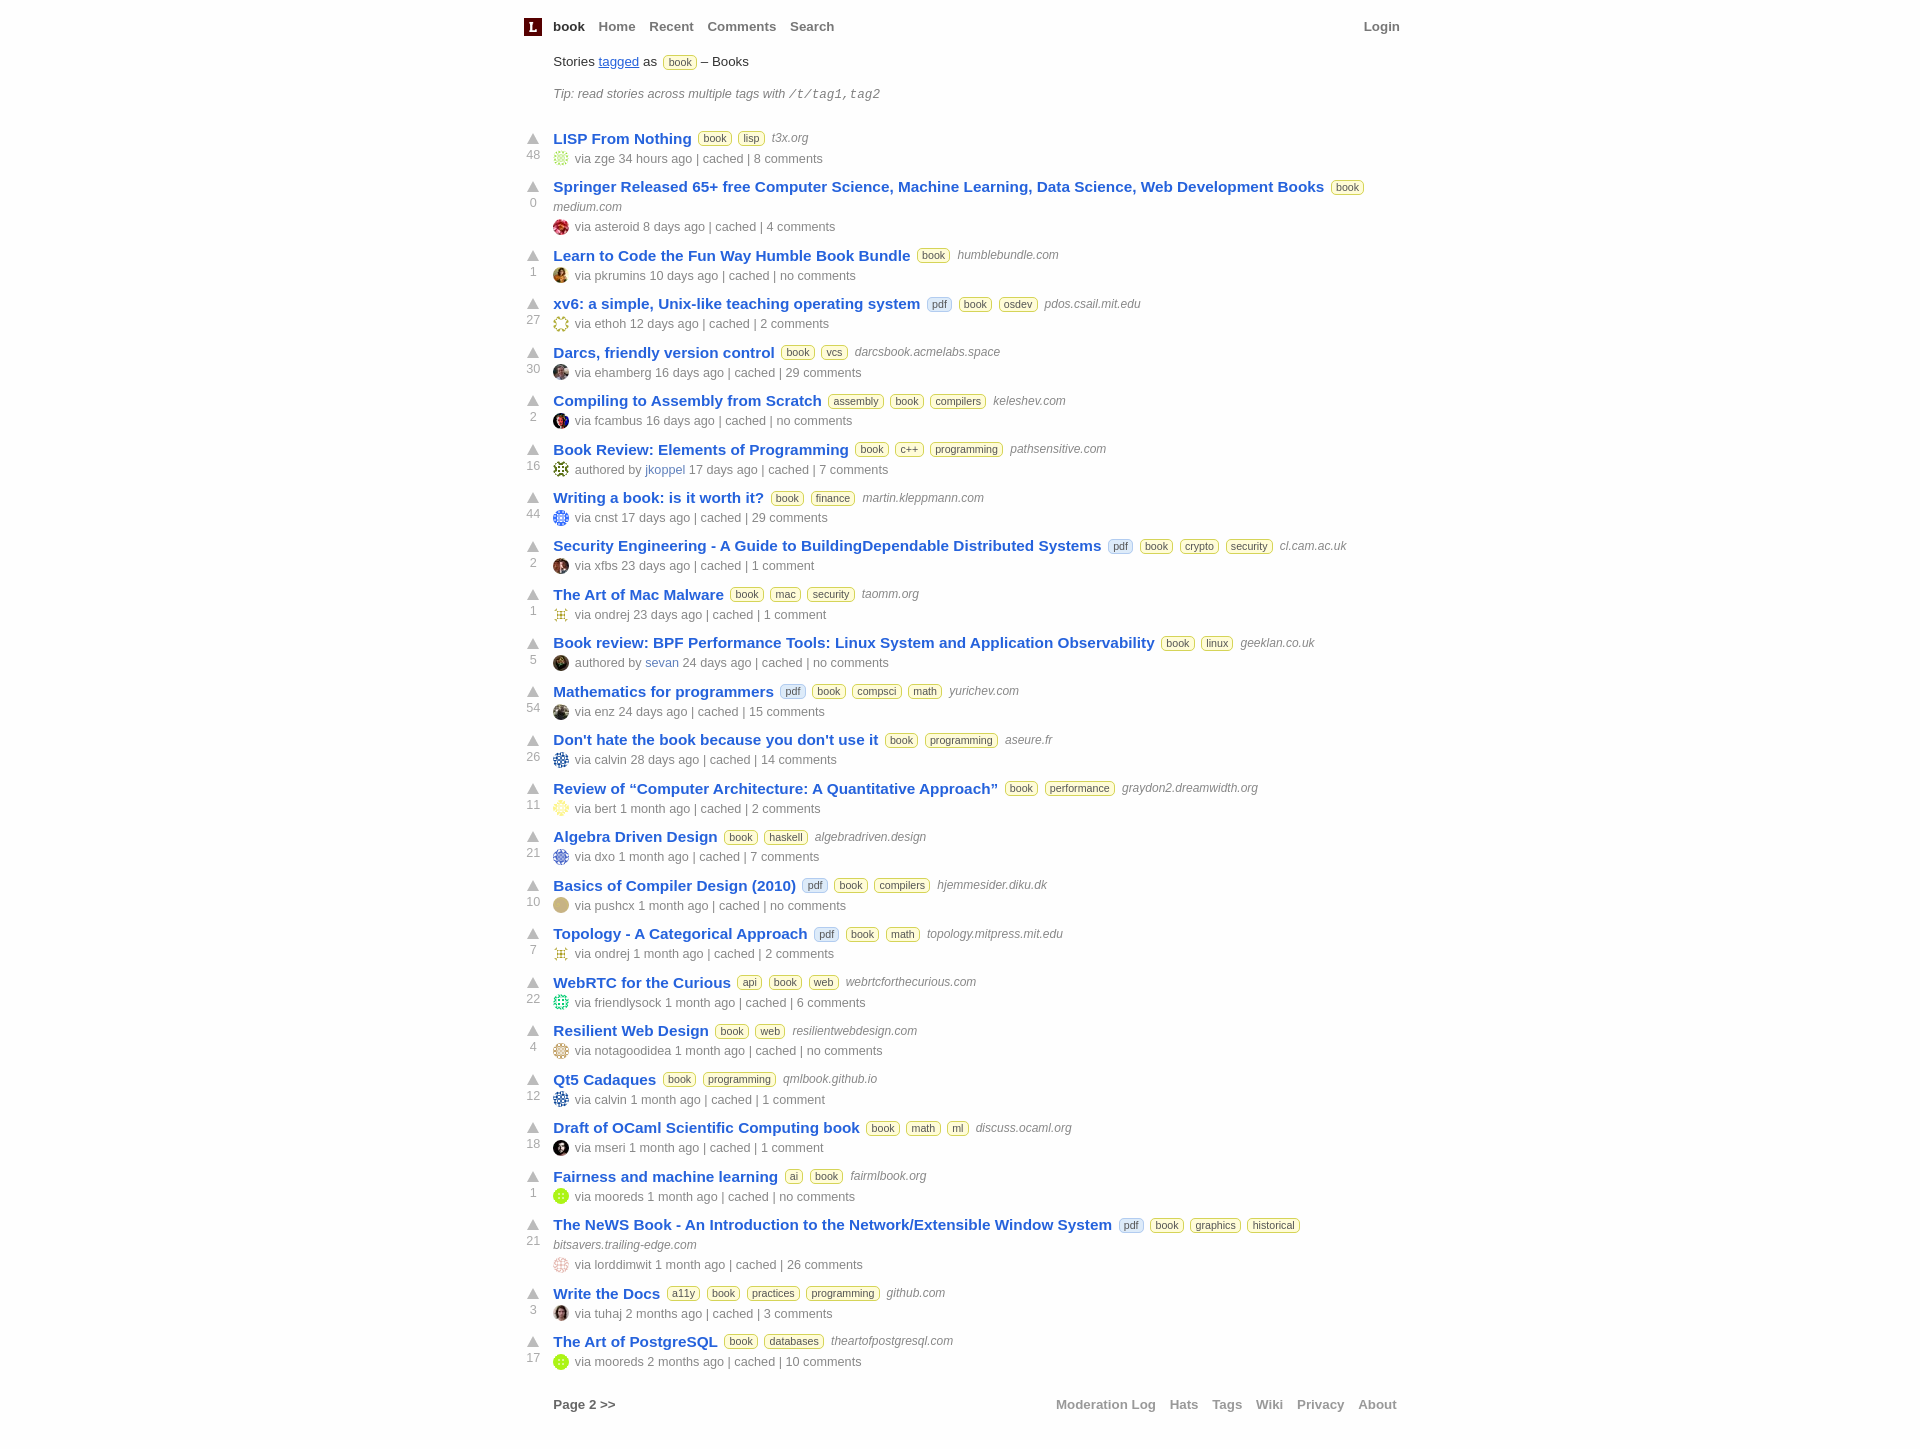 L book Home Recent Comments Search Login
Stories tagged as book – Books
Tip: read stories across multiple tags with /t/tag1,tag2
LISP From Nothing book lisp t3x.org
48 via zge 34 hours ago | cached | 8 comments
Springer Released 65+ free Computer Science, Machine Learning, Data Science, Web Development Books book
0 medium.com
via asteroid 8 days ago | cached | 4 comments
Learn to Code the Fun Way Humble Book Bundle book humblebundle.com
1 via pkrumins 10 days ago | cached | no comments
xv6: a simple, Unix-like teaching operating system pdf book osdev pdos.csail.mit.edu
27 via ethoh 12 days ago | cached | 2 comments
Darcs, friendly version control book vcs darcsbook.acmelabs.space
30 via ehamberg 16 days ago | cached | 29 comments
Compiling to Assembly from Scratch assembly book compilers keleshev.com
2 via fcambus 16 days ago | cached | no comments
Book Review: Elements of Programming book c++ programming pathsensitive.com
16 authored by jkoppel 17 days ago | cached | 7 comments
Writing a book: is it worth it? book finance martin.kleppmann.com
44 via cnst 17 days ago | cached | 29 comments
Security Engineering - A Guide to BuildingDependable Distributed Systems pdf book crypto security cl.cam.ac.uk
2 via xfbs 23 days ago | cached | 1 comment
The Art of Mac Malware book mac security taomm.org
1 via ondrej 23 days ago | cached | 1 comment
Book review: BPF Performance Tools: Linux System and Application Observability book linux geeklan.co.uk
5 authored by sevan 24 days ago | cached | no comments
Mathematics for programmers pdf book compsci math yurichev.com
54 via enz 24 days ago | cached | 15 comments
Don't hate the book because you don't use it book programming aseure.fr
26 via calvin 28 days ago | cached | 14 comments
Review of “Computer Architecture: A Quantitative Approach” book performance graydon2.dreamwidth.org
11 via bert 1 month ago | cached | 2 comments
Algebra Driven Design book haskell algebradriven.design
21 via dxo 1 month ago | cached | 7 comments
Basics of Compiler Design (2010) pdf book compilers hjemmesider.diku.dk
10 via pushcx 1 month ago | cached | no comments
Topology - A Categorical Approach pdf book math topology.mitpress.mit.edu
7 via ondrej 1 month ago | cached | 2 comments
WebRTC for the Curious api book web webrtcforthecurious.com
22 via friendlysock 1 month ago | cached | 6 comments
Resilient Web Design book web resilientwebdesign.com
4 via notagoodidea 1 month ago | cached | no comments
Qt5 Cadaques book programming qmlbook.github.io
12 via calvin 1 month ago | cached | 1 comment
Draft of OCaml Scientific Computing book book math ml discuss.ocaml.org
18 via mseri 1 month ago | cached | 1 comment
Fairness and machine learning ai book fairmlbook.org
1 via mooreds 1 month ago | cached | no comments
The NeWS Book - An Introduction to the Network/Extensible Window System pdf book graphics historical
21 bitsavers.trailing-edge.com
via lorddimwit 1 month ago | cached | 26 comments
Write the Docs a11y book practices programming github.com
3 via tuhaj 2 months ago | cached | 3 comments
The Art of PostgreSQL book databases theartofpostgresql.com
17 via mooreds 2 months ago | cached | 10 comments
Page 2 >> Moderation Log Hats Tags Wiki Privacy About